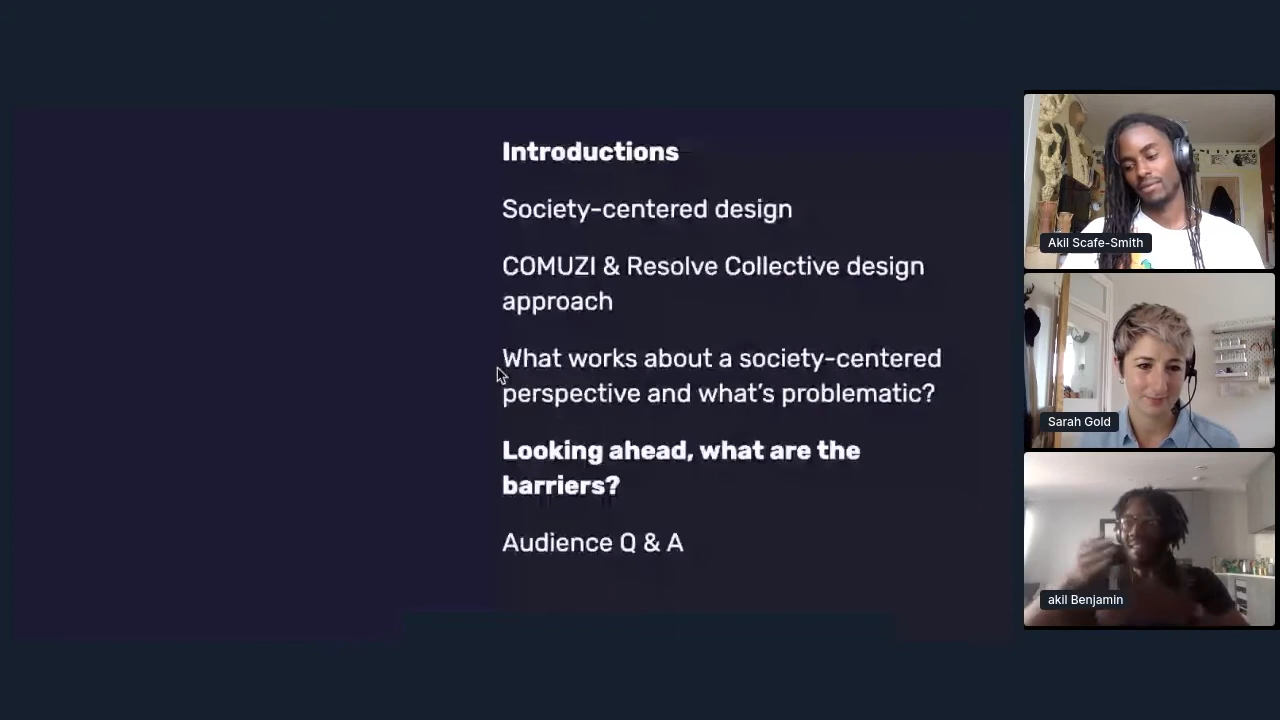 Introductions
Society-centered design
COMUZI & Resolve Collective design
approach
What works about a society-centered
perspective and what's problematic?
Looking ahead, what are the
barriers?
Audience Q & A
Akil Scafe-Smith
Sarah Gold
akil Benjamin